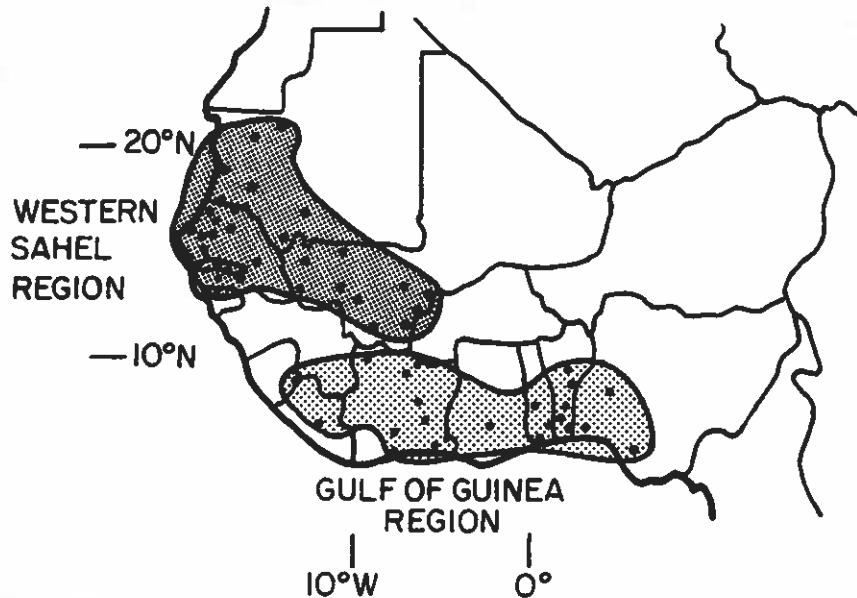 20°N
WESTERN
SAHEL
REGION
10°N
GULF OF GUINEA
REGION
10°W
0°